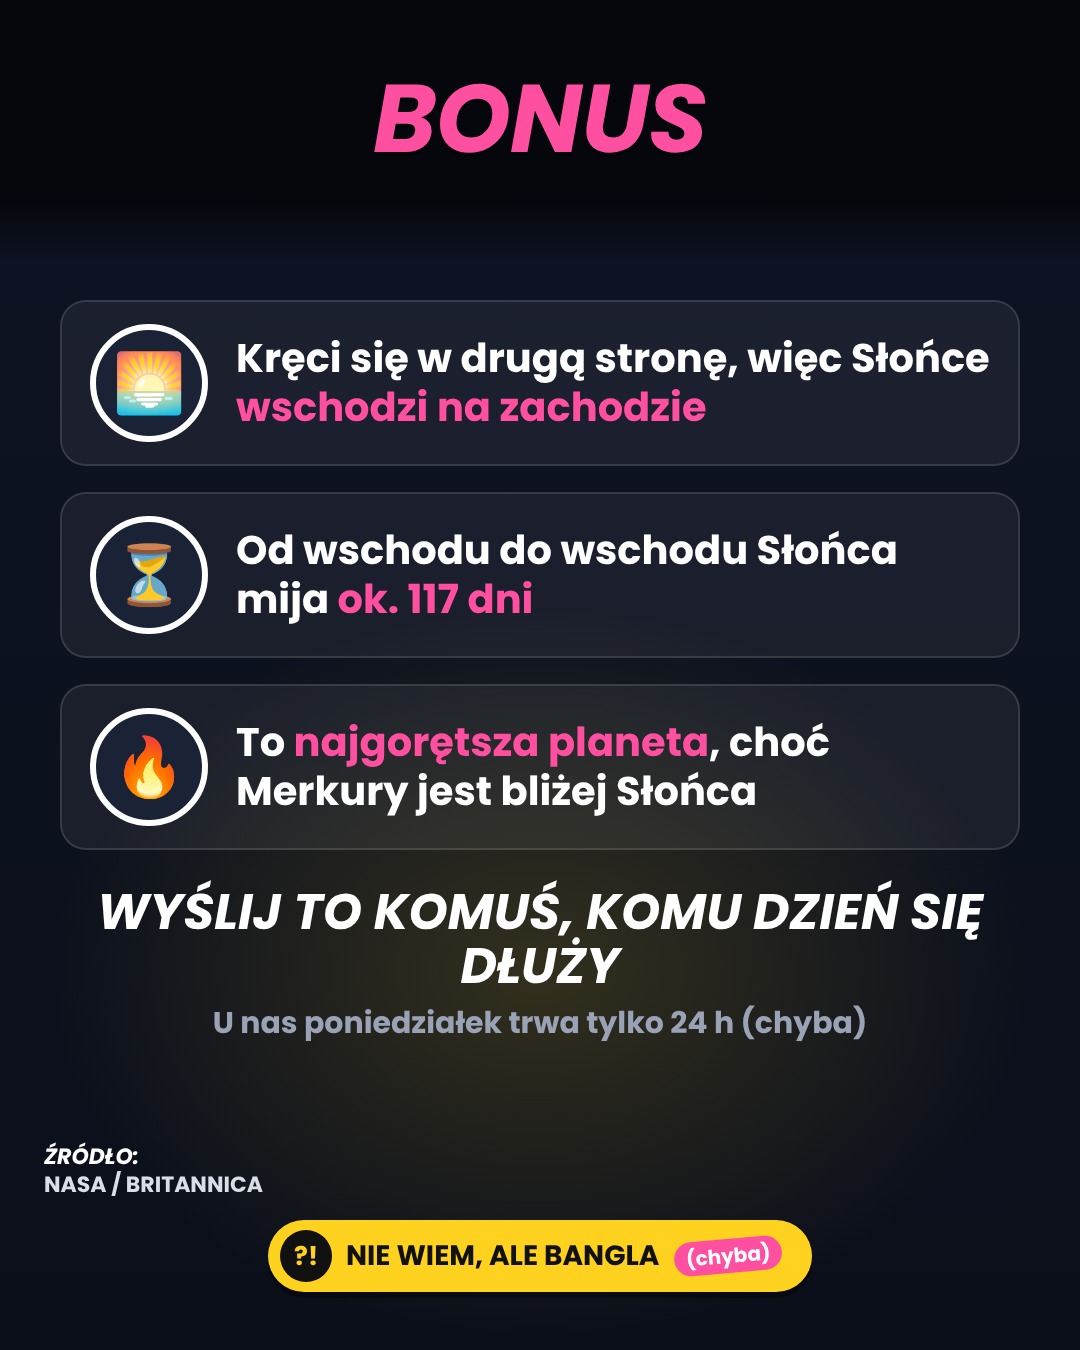 BONUS
Kręci się w drugą stronę, więc Słońce
wschodzi na zachodzie
Od wschodu do wschodu Słońca
mija ok. 117 dni
To najgorętsza planeta, choć
Merkury jest bliżej Słońca
WYŚLIJ TO KOMUŚ, KOMU DZIEŃ SIĘ
DŁUŻY
U nas poniedziałek trwa tylko 24 h (chyba)
ŹRÓDŁO:
NASA / BRITANNICA
?! NIE WIEM, ALE BANGLA (chyba)